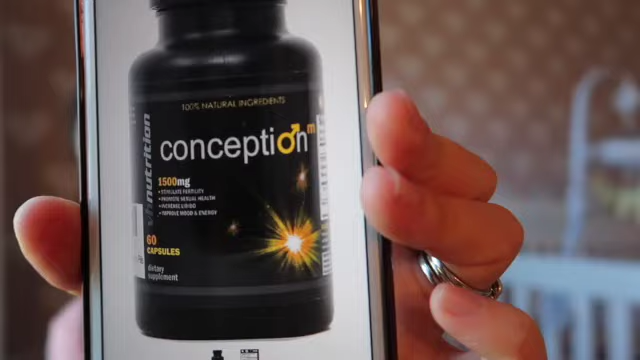 100% NATURAL INGREDIENTS
conception m
nutrition
1500mg
• STIMULATE FERTILITY
• PROMOTE SEXUAL HEALTH
• INCREASE LIBIDO
• IMPROVE MOOD & ENERGY
60
CAPSULES
dietary
supplement